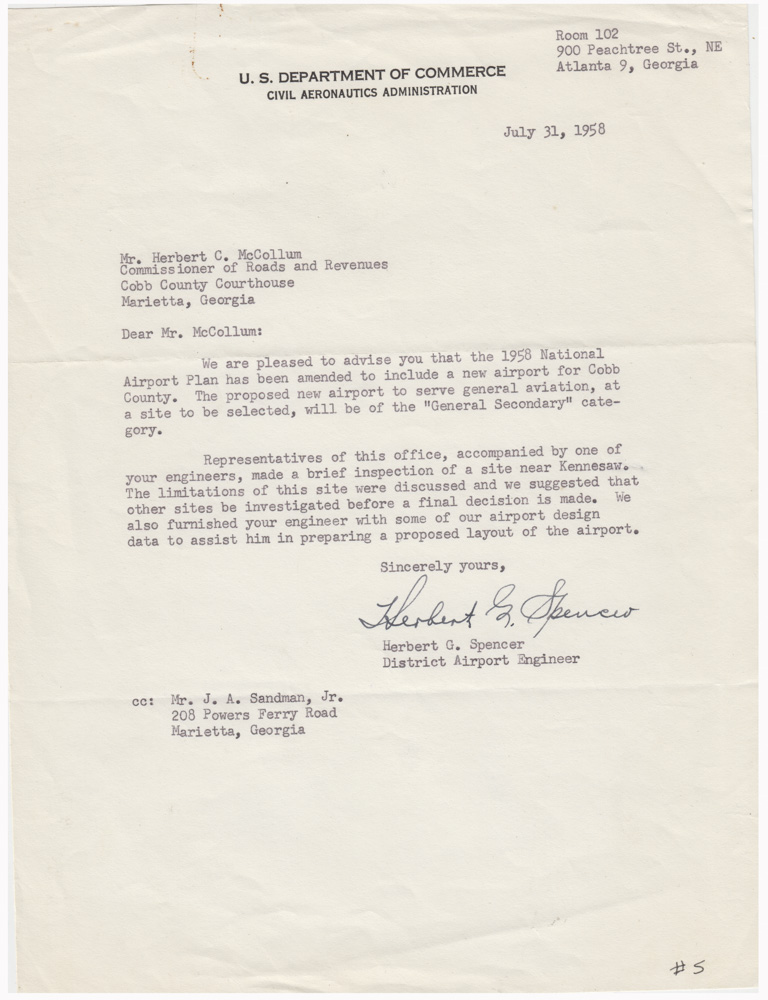 Room 102
900 Peachtree St., NE
Atlanta 9, Georgia
U. S. DEPARTMENT OF COMMERCE
CIVIL AERONAUTICS ADMINISTRATION
July 31, 1958
Mr. Herbert C. McCollum
Commissioner of Roads and Revenues
Cobb County Courthouse
Marietta, Georgia
Dear Mr. McCollum:
We are pleased to advise you that the 1958 National
Airport Plan has been amended to include a new airport for Cobb
County. The proposed new airport to serve general aviation, at
a site to be selected, will be of the "General Secondary" cate-
gory.
Representatives of this office, accompanied by one of
your engineers, made a brief inspection of a site near Kennesaw.
The limitations of this site were discussed and we suggested that
other sites be investigated before a final decision is made. We
also furnished your engineer with some of our airport design
data to assist him in preparing a proposed layout of the airport.
Sincerely yours,
Herbert G. Spencer
Herbert G. Spencer
District Airport Engineer
cc: Mr. J. A. Sandman, Jr.
208 Powers Ferry Road
Marietta, Georgia
#5